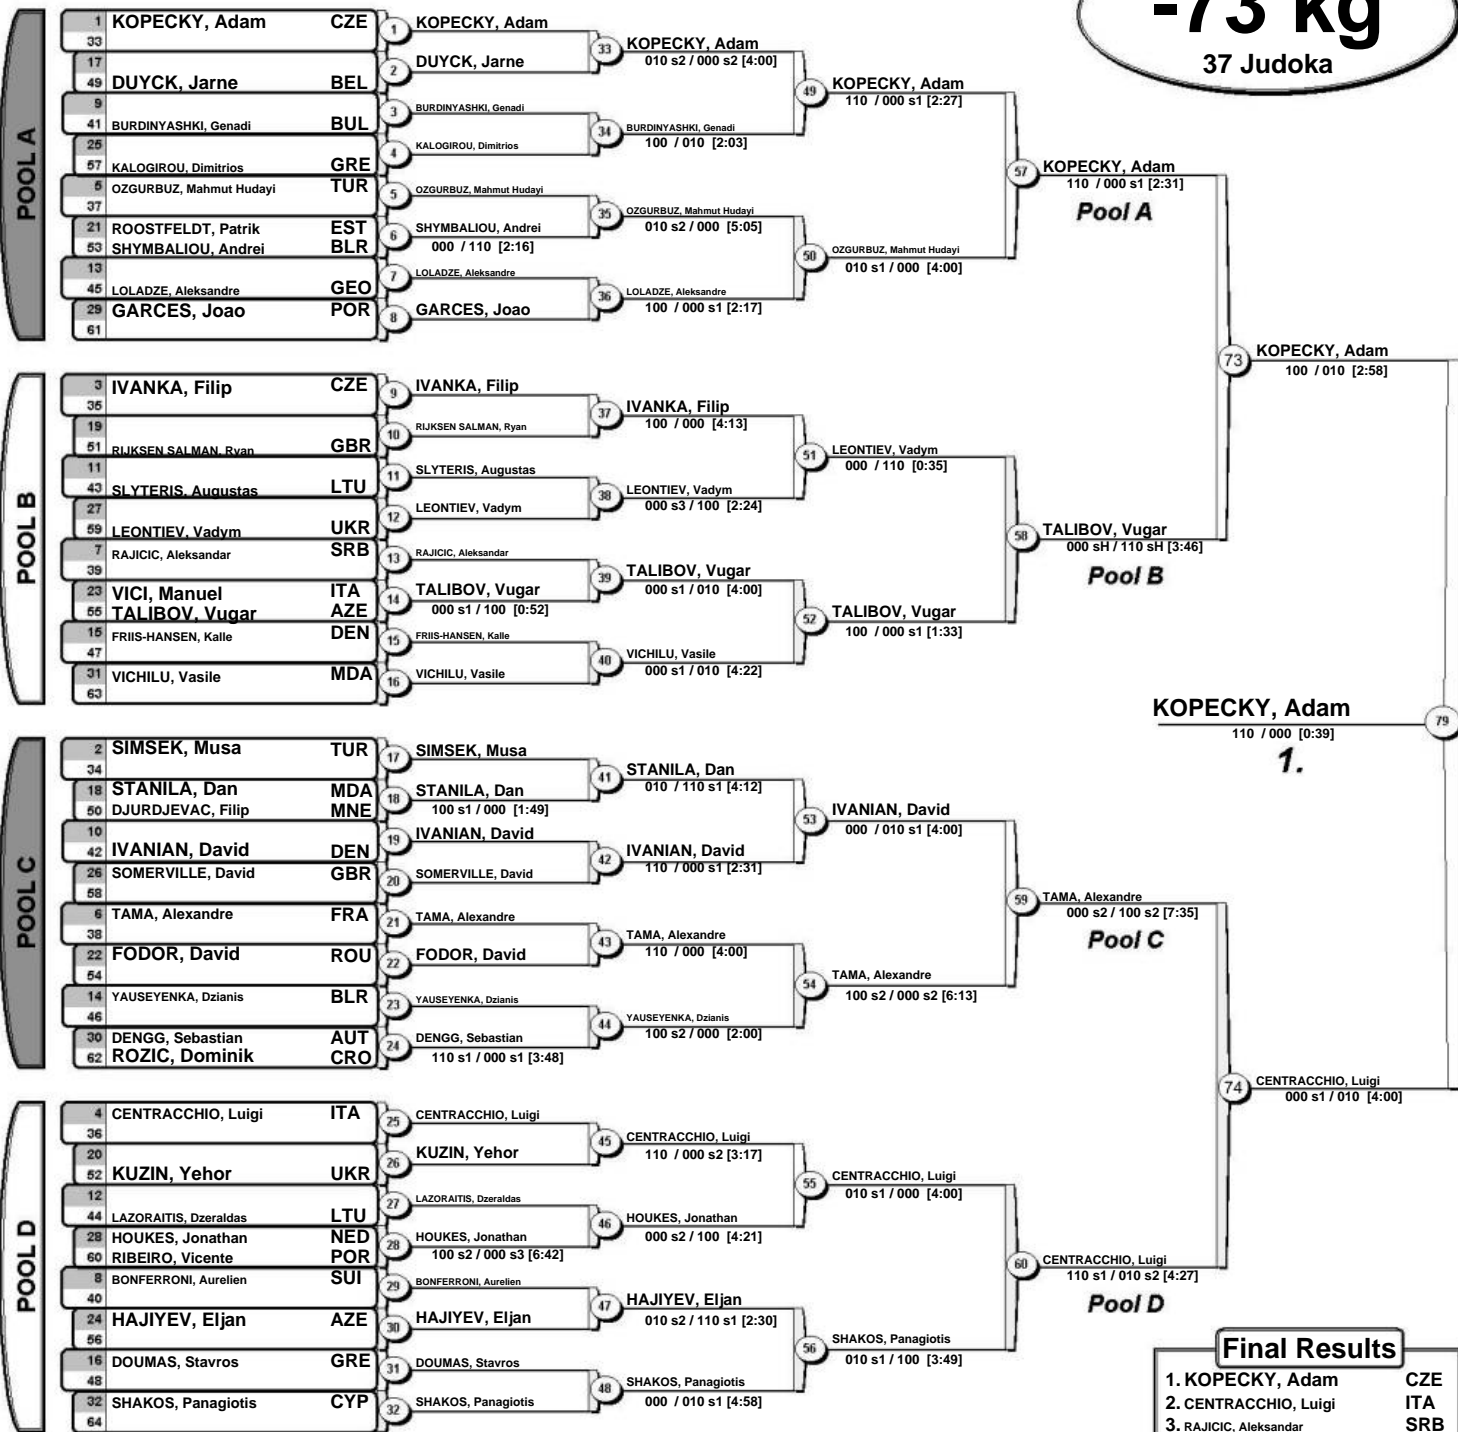 -73 kg
37 Judoka
POOL A
1 KOPECKY, Adam CZE
33
17
49 DUYCK, Jarne BEL
9
41 BURDINYASHKI, Genadi BUL
25
57 KALOGIROU, Dimitrios GRE
5 OZGURBUZ, Mahmut Hudayi TUR
37
21 ROOSTFELDT, Patrik EST
53 SHYMBALIOU, Andrei BLR
13
45 LOLADZE, Aleksandre GEO
29 GARCES, Joao POR
61
1 KOPECKY, Adam
2 DUYCK, Jarne
3 BURDINYASHKI, Genadi
4 KALOGIROU, Dimitrios
5 OZGURBUZ, Mahmut Hudayi
6 SHYMBALIOU, Andrei
000 / 110 [2:16]
7 LOLADZE, Aleksandre
8 GARCES, Joao
33 KOPECKY, Adam
010 s2 / 000 s2 [4:00]
34 BURDINYASHKI, Genadi
100 / 010 [2:03]
35 OZGURBUZ, Mahmut Hudayi
010 s2 / 000 [5:05]
36 LOLADZE, Aleksandre
100 / 000 s1 [2:17]
49 KOPECKY, Adam
110 / 000 s1 [2:27]
50 OZGURBUZ, Mahmut Hudayi
010 s1 / 000 [4:00]
57 KOPECKY, Adam
110 / 000 s1 [2:31]
Pool A
POOL B
3 IVANKA, Filip CZE
35
19
51 RIJKSEN SALMAN, Ryan GBR
11
43 SLYTERIS, Augustas LTU
27
59 LEONTIEV, Vadym UKR
7 RAJICIC, Aleksandar SRB
39
23 VICI, Manuel ITA
55 TALIBOV, Vugar AZE
15 FRIIS-HANSEN, Kalle DEN
47
31 VICHILU, Vasile MDA
63
9 IVANKA, Filip
10 RIJKSEN SALMAN, Ryan
11 SLYTERIS, Augustas
12 LEONTIEV, Vadym
13 RAJICIC, Aleksandar
14 TALIBOV, Vugar
000 s1 / 100 [0:52]
15 FRIIS-HANSEN, Kalle
16 VICHILU, Vasile
37 IVANKA, Filip
100 / 000 [4:13]
38 LEONTIEV, Vadym
000 s3 / 100 [2:24]
39 TALIBOV, Vugar
000 s1 / 010 [4:00]
40 VICHILU, Vasile
000 s1 / 010 [4:22]
51 LEONTIEV, Vadym
000 / 110 [0:35]
52 TALIBOV, Vugar
100 / 000 s1 [1:33]
58 TALIBOV, Vugar
000 sH / 110 sH [3:46]
Pool B
73 KOPECKY, Adam
100 / 010 [2:58]
KOPECKY, Adam 79
110 / 000 [0:39]
1.
POOL C
2 SIMSEK, Musa TUR
34
18 STANILA, Dan MDA
50 DJURDJEVAC, Filip MNE
10
42 IVANIAN, David DEN
26 SOMERVILLE, David GBR
58
6 TAMA, Alexandre FRA
38
22 FODOR, David ROU
54
14 YAUSEYENKA, Dzianis BLR
46
30 DENGG, Sebastian AUT
62 ROZIC, Dominik CRO
17 SIMSEK, Musa
18 STANILA, Dan
100 s1 / 000 [1:49]
19 IVANIAN, David
20 SOMERVILLE, David
21 TAMA, Alexandre
22 FODOR, David
23 YAUSEYENKA, Dzianis
24 DENGG, Sebastian
110 s1 / 000 s1 [3:48]
41 STANILA, Dan
010 / 110 s1 [4:12]
42 IVANIAN, David
110 / 000 s1 [2:31]
43 TAMA, Alexandre
110 / 000 [4:00]
44 YAUSEYENKA, Dzianis
100 s2 / 000 [2:00]
53 IVANIAN, David
000 / 010 s1 [4:00]
54 TAMA, Alexandre
100 s2 / 000 s2 [6:13]
59 TAMA, Alexandre
000 s2 / 100 s2 [7:35]
Pool C
POOL D
4 CENTRACCHIO, Luigi ITA
36
20
52 KUZIN, Yehor UKR
12
44 LAZORAITIS, Dzeraldas LTU
28 HOUKES, Jonathan NED
60 RIBEIRO, Vicente POR
8 BONFERRONI, Aurelien SUI
40
24 HAJIYEV, Eljan AZE
56
16 DOUMAS, Stavros GRE
48
32 SHAKOS, Panagiotis CYP
64
25 CENTRACCHIO, Luigi
26 KUZIN, Yehor
27 LAZORAITIS, Dzeraldas
28 HOUKES, Jonathan
100 s2 / 000 s3 [6:42]
29 BONFERRONI, Aurelien
30 HAJIYEV, Eljan
31 DOUMAS, Stavros
32 SHAKOS, Panagiotis
45 CENTRACCHIO, Luigi
110 / 000 s2 [3:17]
46 HOUKES, Jonathan
000 s2 / 100 [4:21]
47 HAJIYEV, Eljan
010 s2 / 110 s1 [2:30]
48 SHAKOS, Panagiotis
000 / 010 s1 [4:58]
55 CENTRACCHIO, Luigi
010 s1 / 000 [4:00]
56 SHAKOS, Panagiotis
010 s1 / 100 [3:49]
60 CENTRACCHIO, Luigi
110 s1 / 010 s2 [4:27]
Pool D
74 CENTRACCHIO, Luigi
000 s1 / 010 [4:00]
Final Results
1. KOPECKY, Adam CZE
2. CENTRACCHIO, Luigi ITA
3. RAJICIC, Aleksandar SRB